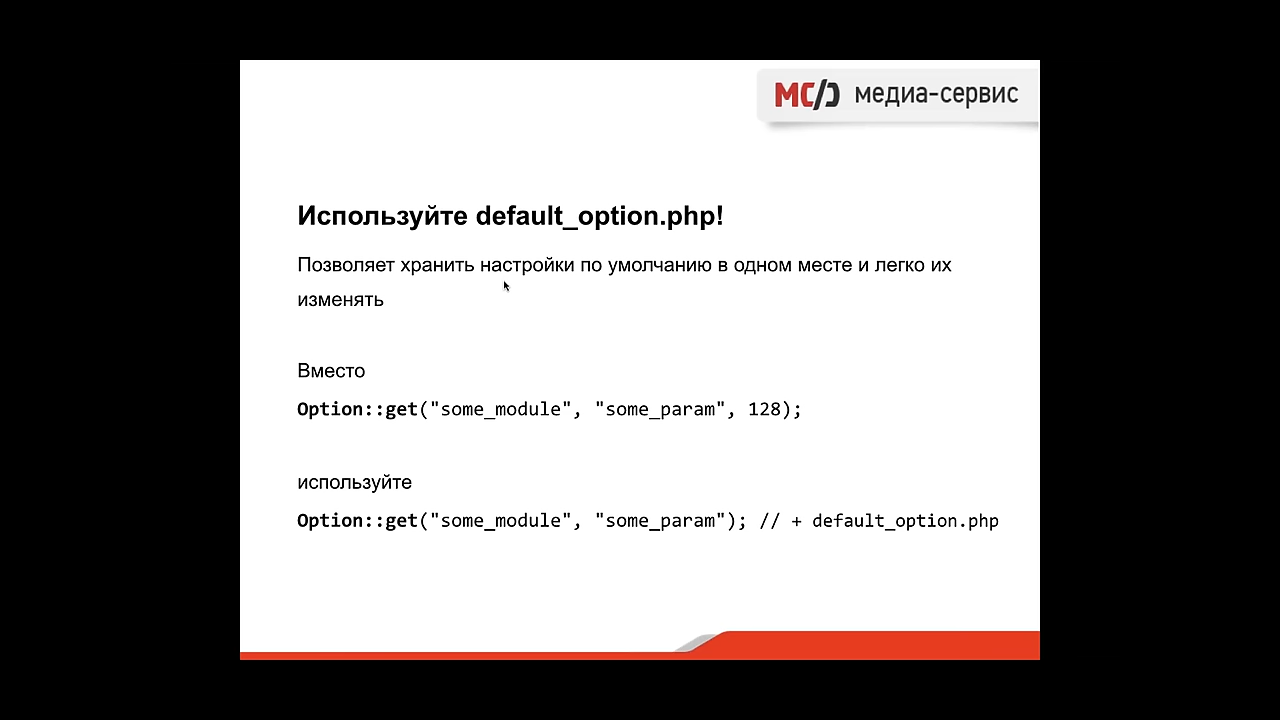 МС/Э медиа-сервис
Используйте default_option.php!
Позволяет хранить настройки по умолчанию в одном месте и легко их
изменять
Вместо
Option::get("some_module", "some_param", 128);
используйте
Option::get("some_module", "some_param"); // + default_option.php